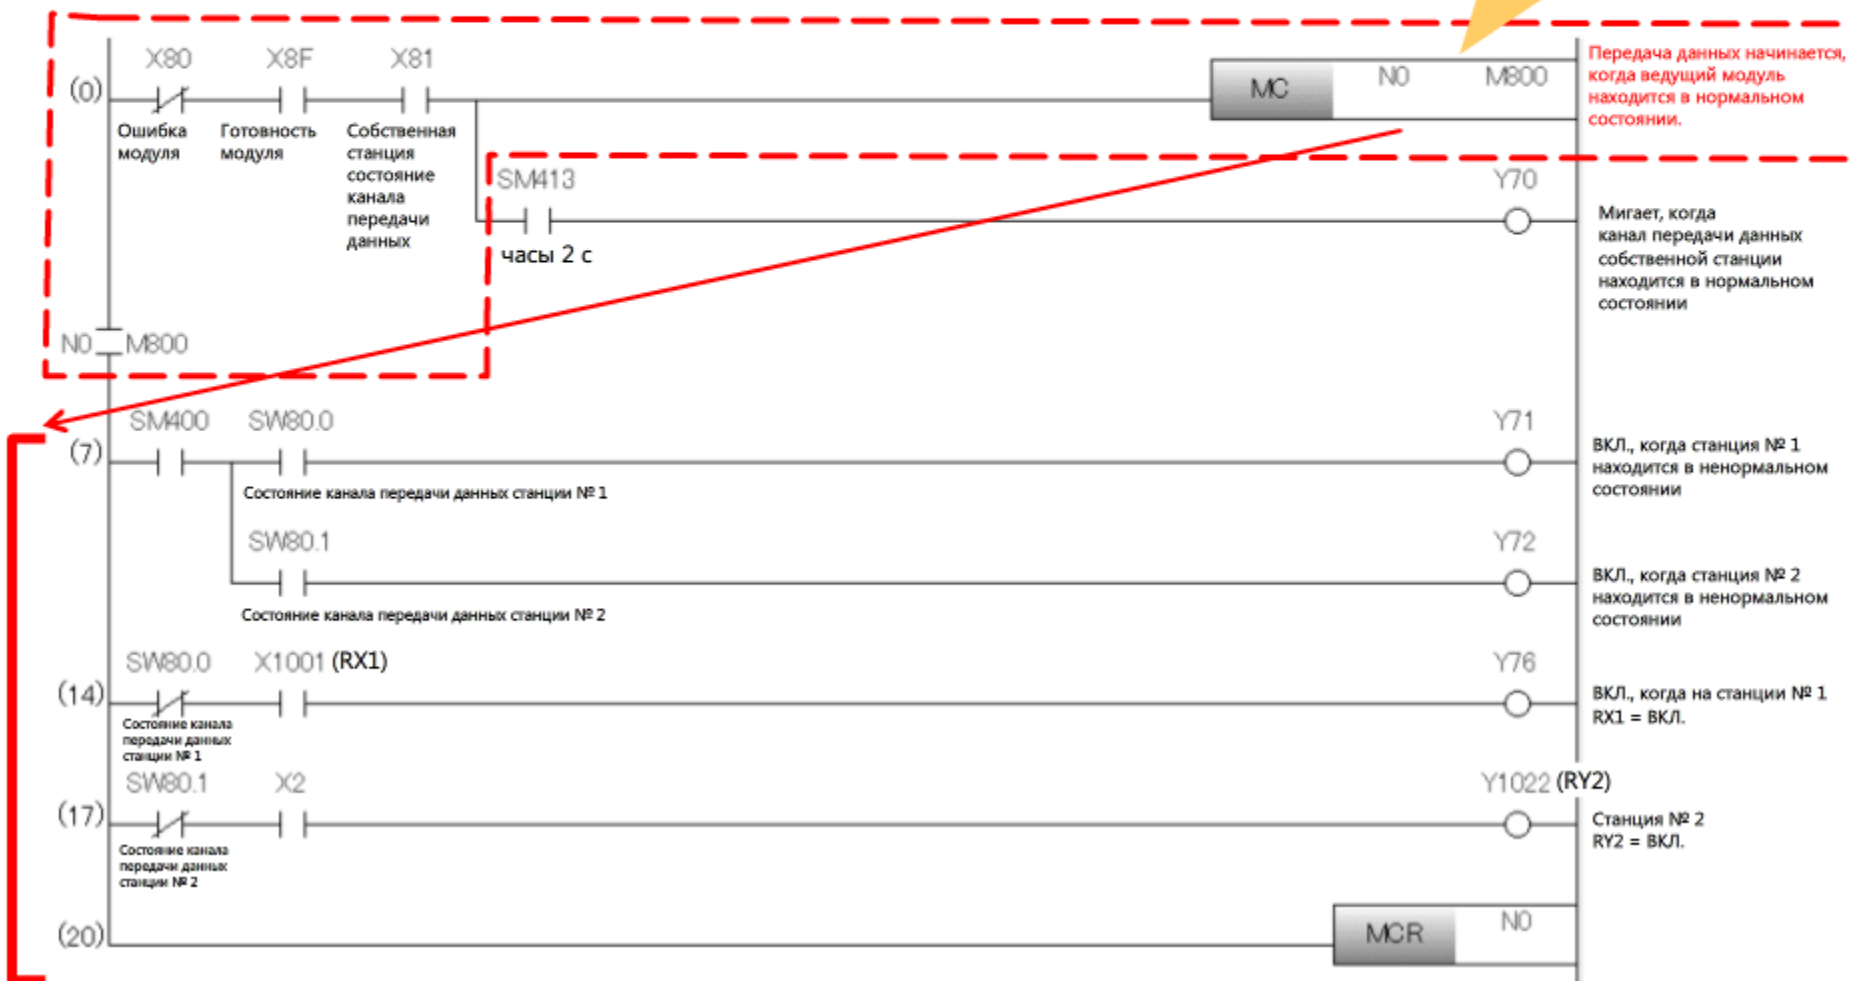 X80 X8F X81
(0)
MC N0 M800
Ошибка
модуля
Готовность
модуля
Собственная
станция
состояние
канала
передачи
данных
Передача данных начинается,
когда ведущий модуль
находится в нормальном
состоянии.
SM413
часы 2 с
Y70
Мигает, когда
канал передачи данных
собственной станции
находится в нормальном
состоянии
N0 M800
SM400 SW80.0 Y71
(7)
Состояние канала передачи данных станции № 1
ВКЛ., когда станция № 1
находится в ненормальном
состоянии
SW80.1 Y72
Состояние канала передачи данных станции № 2
ВКЛ., когда станция № 2
находится в ненормальном
состоянии
SW80.0 X1001 (RX1) Y76
(14)
Состояние канала
передачи данных
станции № 1
ВКЛ., когда на станции № 1
RX1 = ВКЛ.
SW80.1 X2 Y1022 (RY2)
(17)
Состояние канала
передачи данных
станции № 2
Станция № 2
RY2 = ВКЛ.
(20)
MCR N0